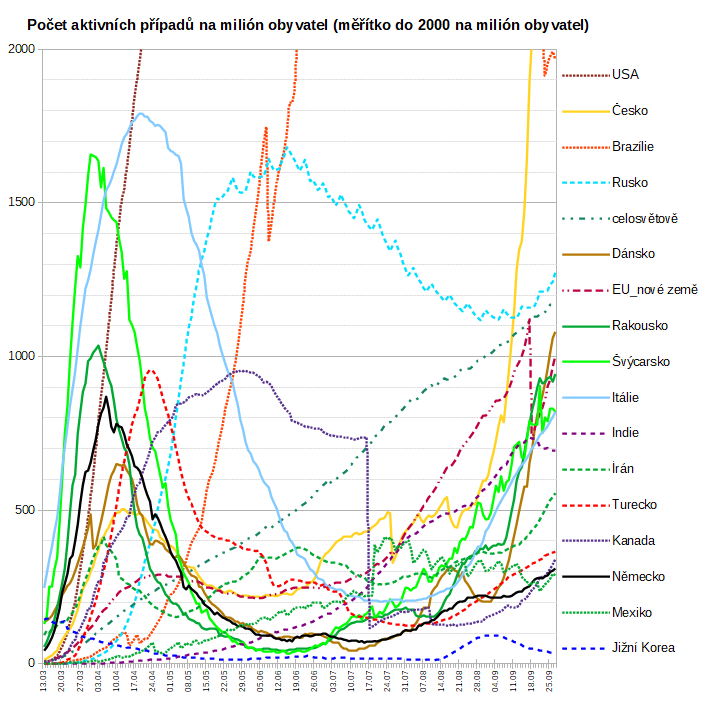 Počet aktivních případů na milión obyvatel (měřítko do 2000 na milión obyvatel)
2000
1500
1000
500
0
13.03
20.03
27.03
03.04
10.04
17.04
24.04
01.05
08.05
15.05
22.05
29.05
05.06
12.06
19.06
26.06
03.07
10.07
17.07
24.07
31.07
07.08
14.08
21.08
28.08
04.09
11.09
18.09
25.09
USA
Česko
Brazílie
Rusko
celosvětově
Dánsko
EU_nové země
Rakousko
Švýcarsko
Itálie
Indie
Írán
Turecko
Kanada
Německo
Mexiko
Jižní Korea